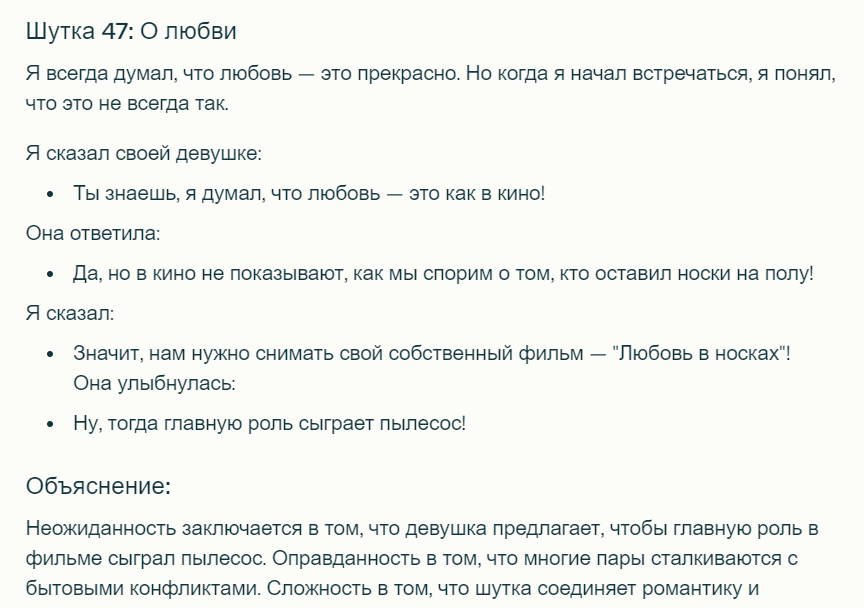 Шутка 47: О любви
Я всегда думал, что любовь — это прекрасно. Но когда я начал встречаться, я понял,
что это не всегда так.
Я сказал своей девушке:
• Ты знаешь, я думал, что любовь — это как в кино!
Она ответила:
• Да, но в кино не показывают, как мы спорим о том, кто оставил носки на полу!
Я сказал:
• Значит, нам нужно снимать свой собственный фильм — "Любовь в носках"!
Она улыбнулась:
• Ну, тогда главную роль сыграет пылесос!
Объяснение:
Неожиданность заключается в том, что девушка предлагает, чтобы главную роль в
фильме сыграл пылесос. Оправданность в том, что многие пары сталкиваются с
бытовыми конфликтами. Сложность в том, что шутка соединяет романтику и